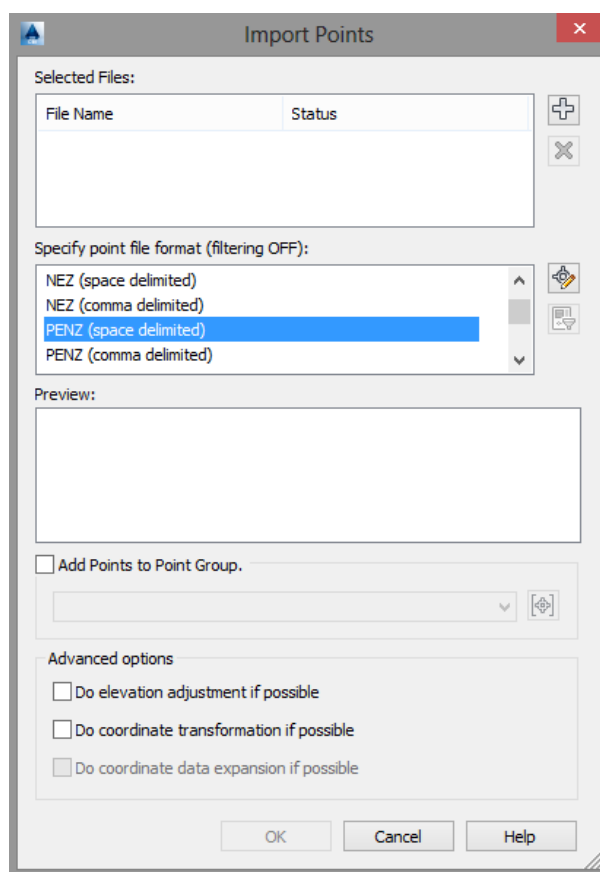 Import Points
Selected Files:
File Name Status
Specify point file format (filtering OFF):
NEZ (space delimited)
NEZ (comma delimited)
PENZ (space delimited)
PENZ (comma delimited)
Preview:
Add Points to Point Group.
Advanced options
Do elevation adjustment if possible
Do coordinate transformation if possible
Do coordinate data expansion if possible
OK Cancel Help